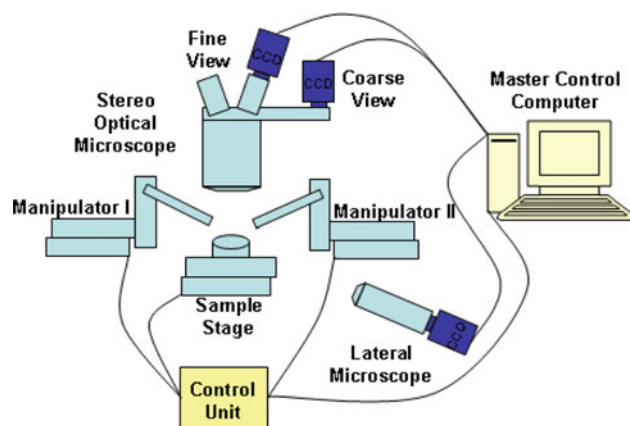 Fine
View
CCD
CCD
Coarse
View
Master Control
Computer
Stereo
Optical
Microscope
Manipulator I
Manipulator II
Sample
Stage
CCD
Lateral
Microscope
Control
Unit